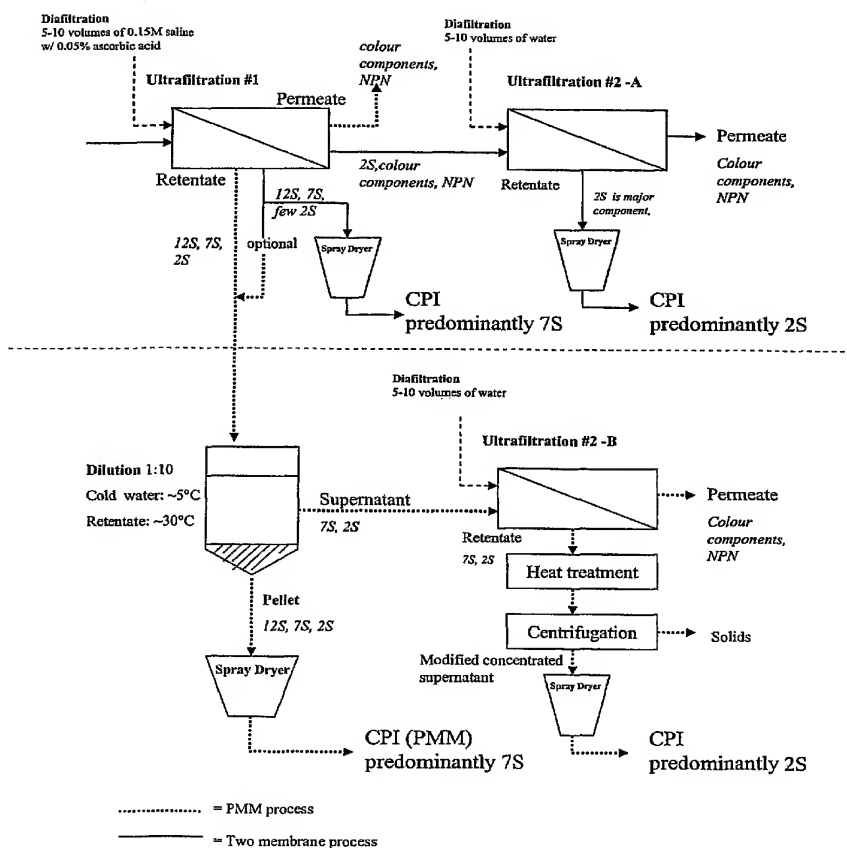 Diafiltration
5-10 volumes of 0.15M saline
w/ 0.05% ascorbic acid
Ultrafiltration #1
colour
components,
NPN
Permeate
Retentate
2S,colour
components, NPN
12S, 7S,
few 2S
12S, 7S,
2S
optional
Spray Dryer
CPI
predominantly 7S
Diafiltration
5-10 volumes of water
Ultrafiltration #2 -A
Permeate
Colour
components,
NPN
Retentate
2S is major
component,
Spray Dryer
CPI
predominantly 2S
Diafiltration
5-10 volumes of water
Ultrafiltration #2 -B
Dilution 1:10
Cold water: ~5°C
Retentate: ~30°C
Supernatant
7S, 2S
Permeate
Colour
components,
NPN
Retentate
7S, 2S
Heat treatment
Centrifugation
Solids
Modified concentrated
supernatant
Spray Dryer
CPI
predominantly 2S
Pellet
12S, 7S, 2S
Spray Dryer
CPI (PMM)
predominantly 7S
= PMM process
= Two membrane process